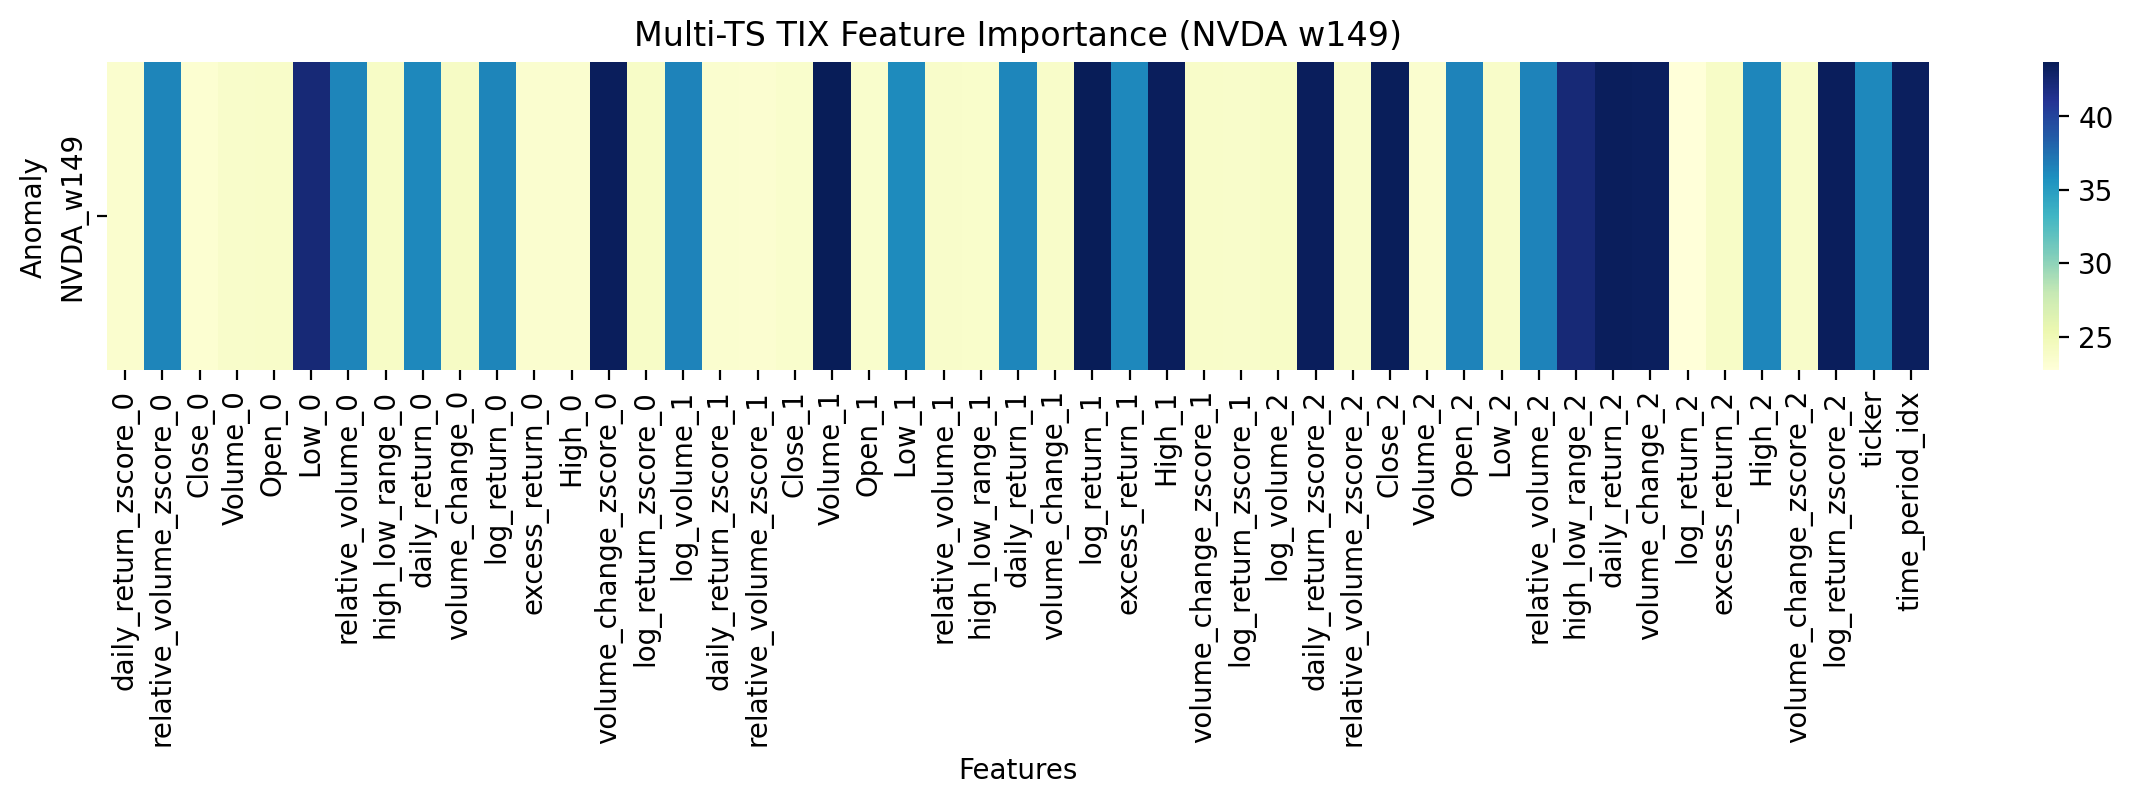 Multi-TS TIX Feature Importance (NVDA w149)
Anomaly
NVDA_w149
40
35
30
25
daily_return_zscore_0
relative_volume_zscore_0
Close_0
Volume_0
Open_0
Low_0
relative_volume_0
high_low_range_0
daily_return_0
volume_change_0
log_return_0
excess_return_0
High_0
volume_change_zscore_0
log_return_zscore_0
log_volume_1
daily_return_zscore_1
relative_volume_zscore_1
Close_1
Volume_1
Open_1
Low_1
relative_volume_1
high_low_range_1
daily_return_1
volume_change_1
log_return_1
excess_return_1
High_1
volume_change_zscore_1
log_return_zscore_1
log_volume_2
daily_return_zscore_2
relative_volume_zscore_2
Close_2
Volume_2
Open_2
Low_2
relative_volume_2
high_low_range_2
daily_return_2
volume_change_2
log_return_2
excess_return_2
High_2
volume_change_zscore_2
log_return_zscore_2
ticker
time_period_idx
Features